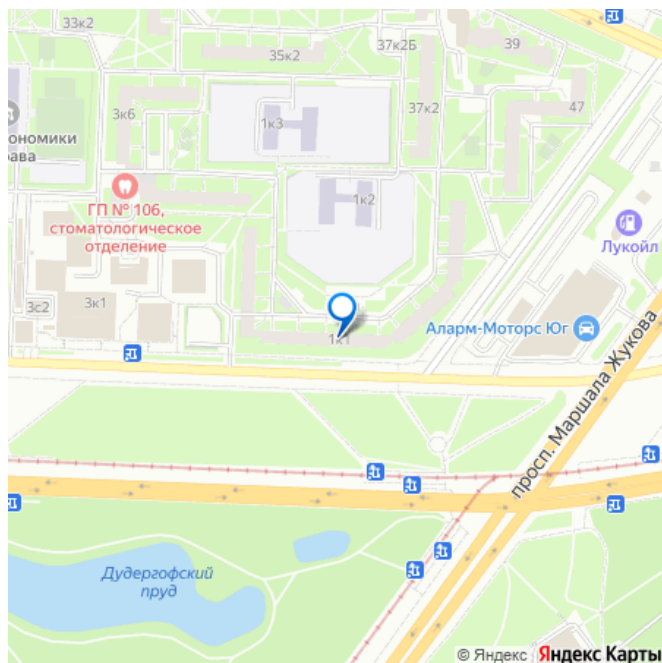 33к2
35к2
37к2Б
39
3к6
1к3
37к2
47
ономики
рава
1к2
ГП № 106,
стоматологическое
отделение
Лукойл
3с2
3к1
1к1
Аларм-Моторс Юг
просп. Маршала Жукова
Дудергофский
пруд
© Яндекс Яндекс Карты